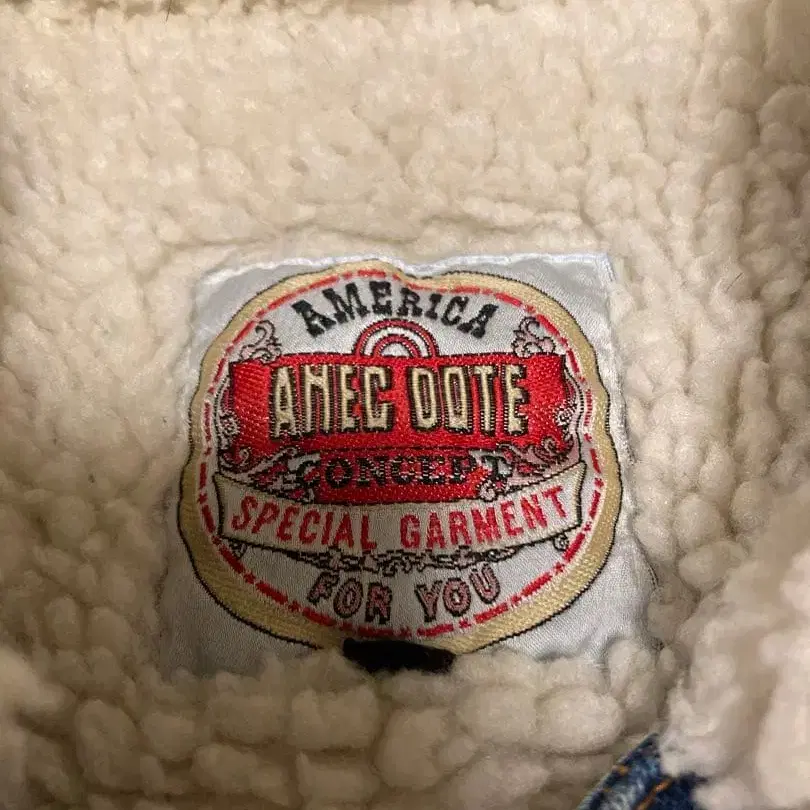 AMERICA
ANEC DOTE
CONCEPT
SPECIAL GARMENT
FOR YOU